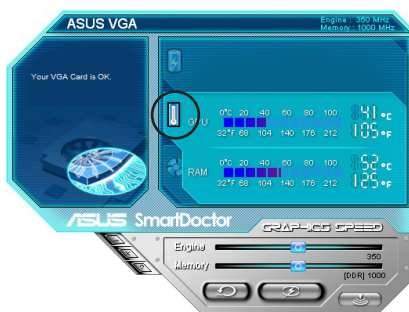 ASUS VGA
Engine : 350 MHz
Memory : 1000 MHz
Your VGA Card is OK.
GPU
0°C 20 40 60 80 100
32°F 68 104 140 176 212
41 °C
105 °F
RAM
0°C 20 40 60 80 100
32°F 68 104 140 176 212
52 °C
125 °F
ASUS SmartDoctor
GRAPHICS SPEED
Engine
350
Memory
[DDR] 1000